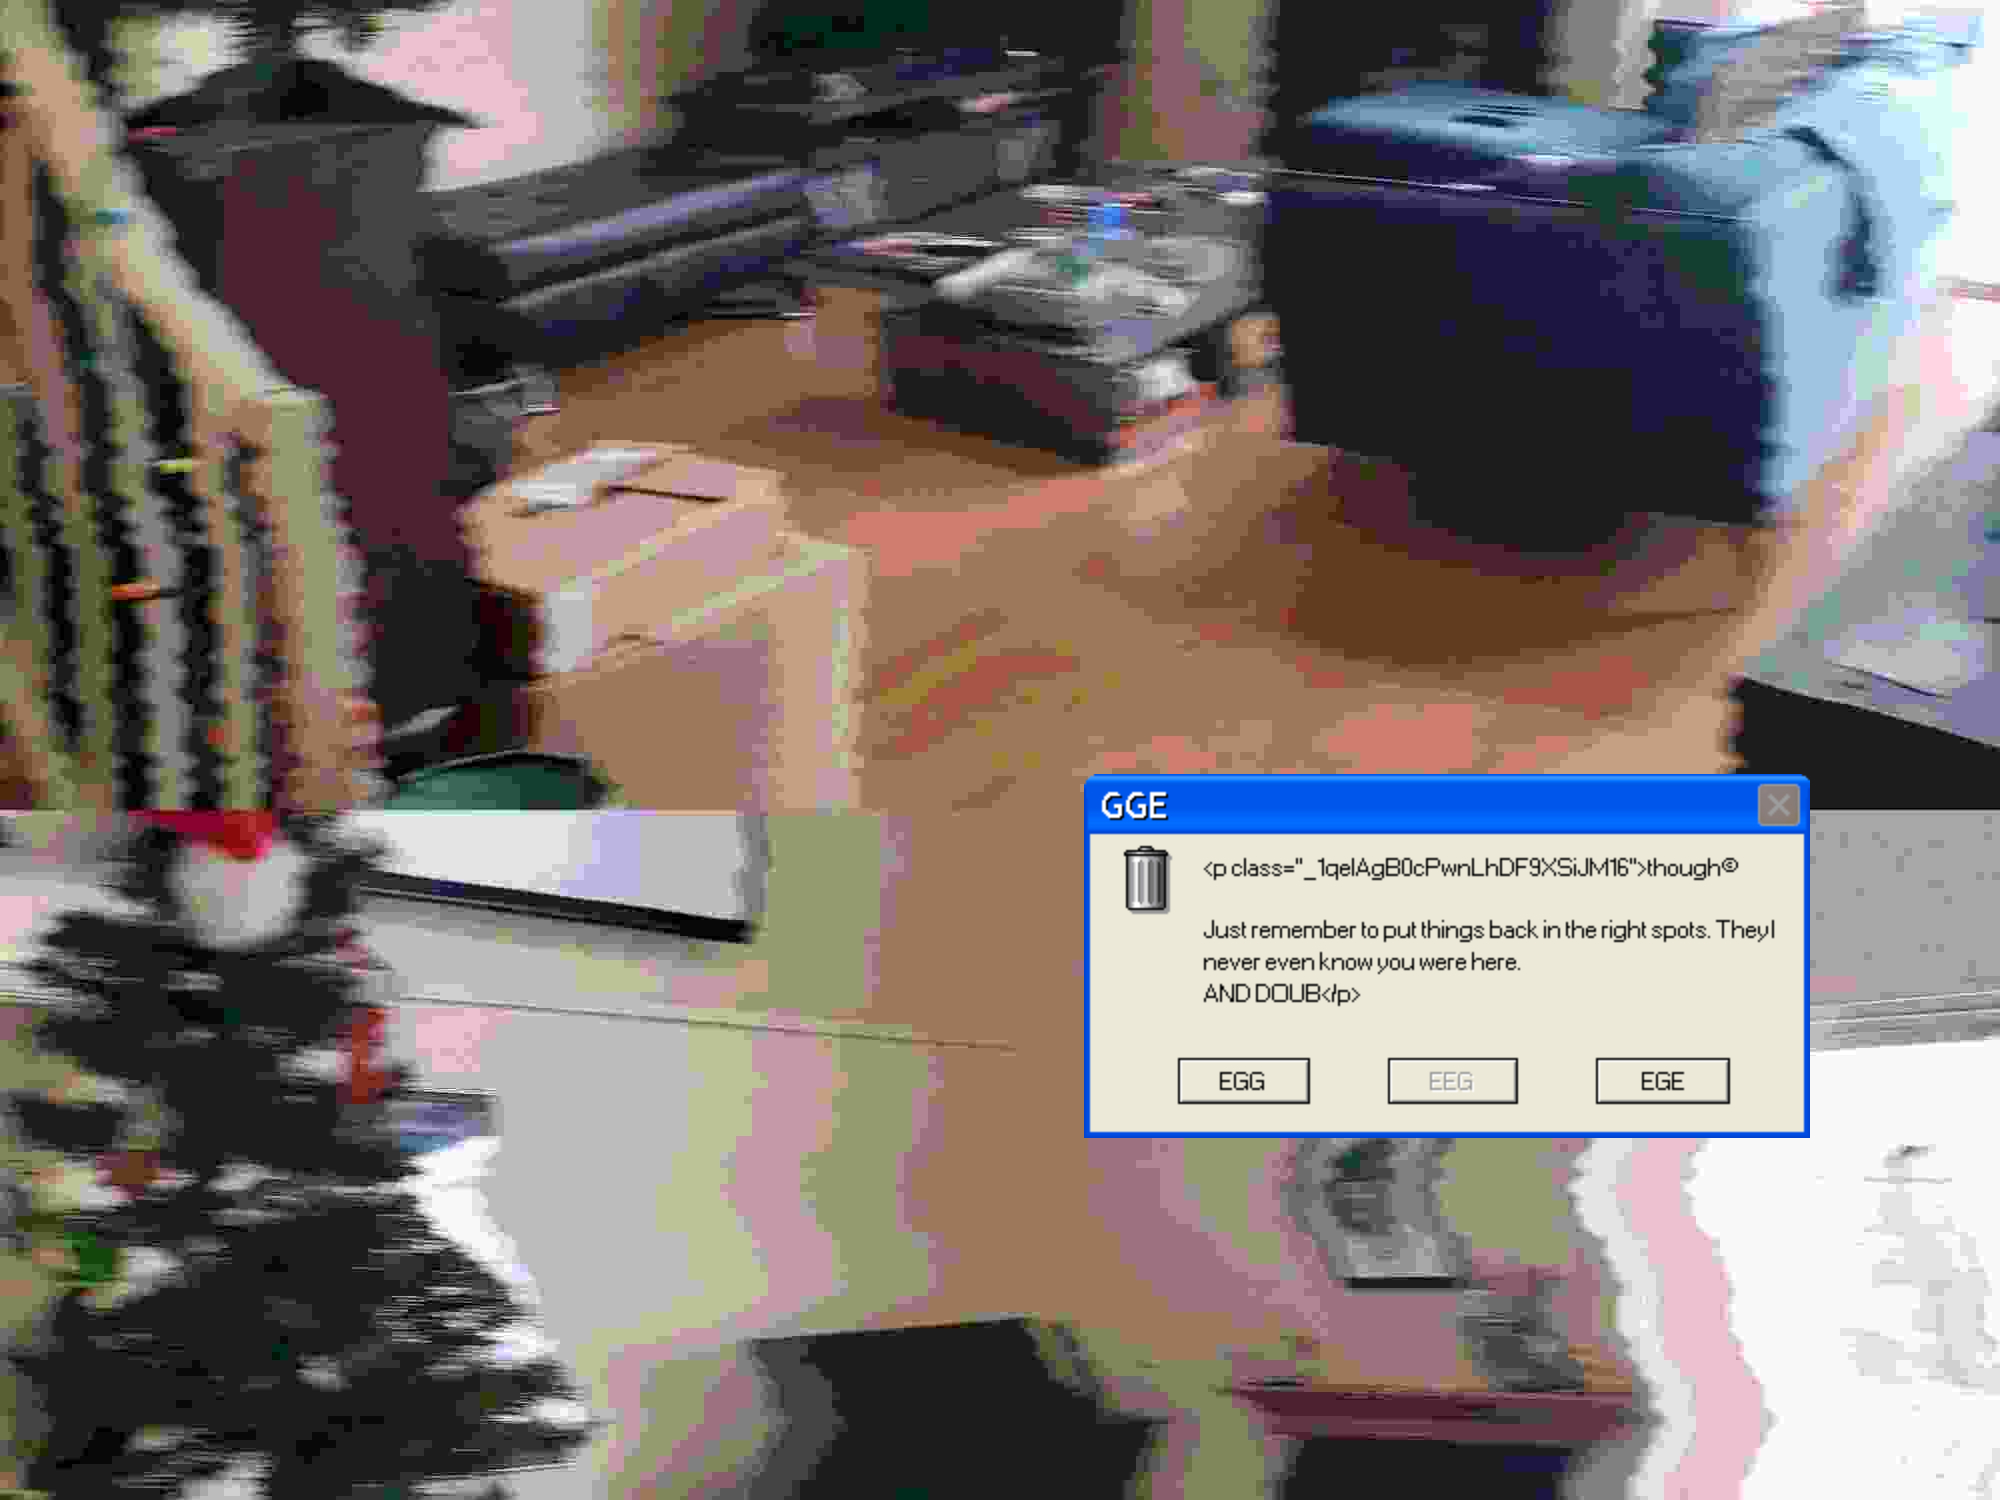 GGE
<p class="_1qeIAgB0cPwnLhDF9XSiJM16">though©
Just remember to put things back in the right spots. Theyl
never even know you were here.
AND DOUB</p>
EGG
EEG
EGE